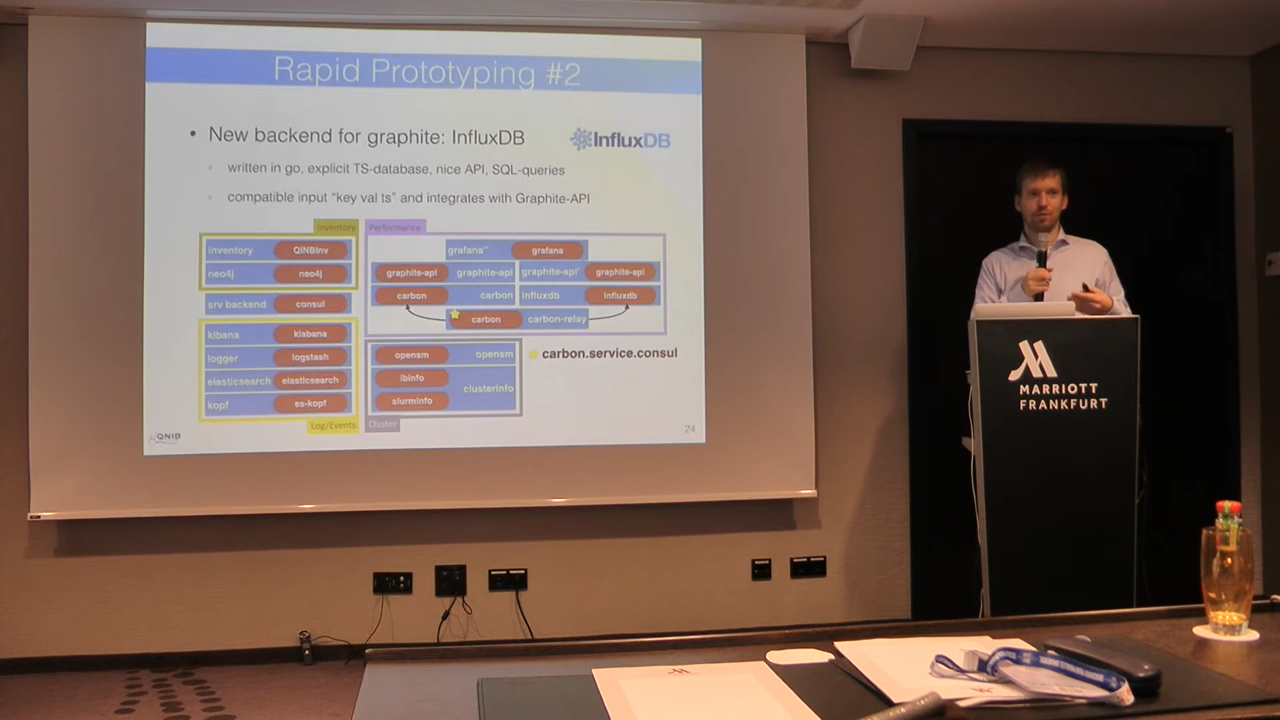 Rapid Prototyping #2
• New backend for graphite: InfluxDB
InfluxDB
written in go, explicit TS-database, nice API, SQL-queries
compatible input "key val ts" and integrates with Graphite-API
Inventory
inventory QNIBInv
neo4j neo4j
srv backend consul
kibana kiabana
logger logstash
elasticsearch elasticsearch
kopf es-kopf
Log/Events
Performance
grafana" grafana
graphite-api graphite-api graphite-api' graphite-api
carbon carbon influxdb influxdb
carbon carbon-relay
opensm opensm
ibinfo
clusterinfo
slurminfo
Cluster
carbon.service.consul
QNIB
24
MARRIOTT
FRANKFURT